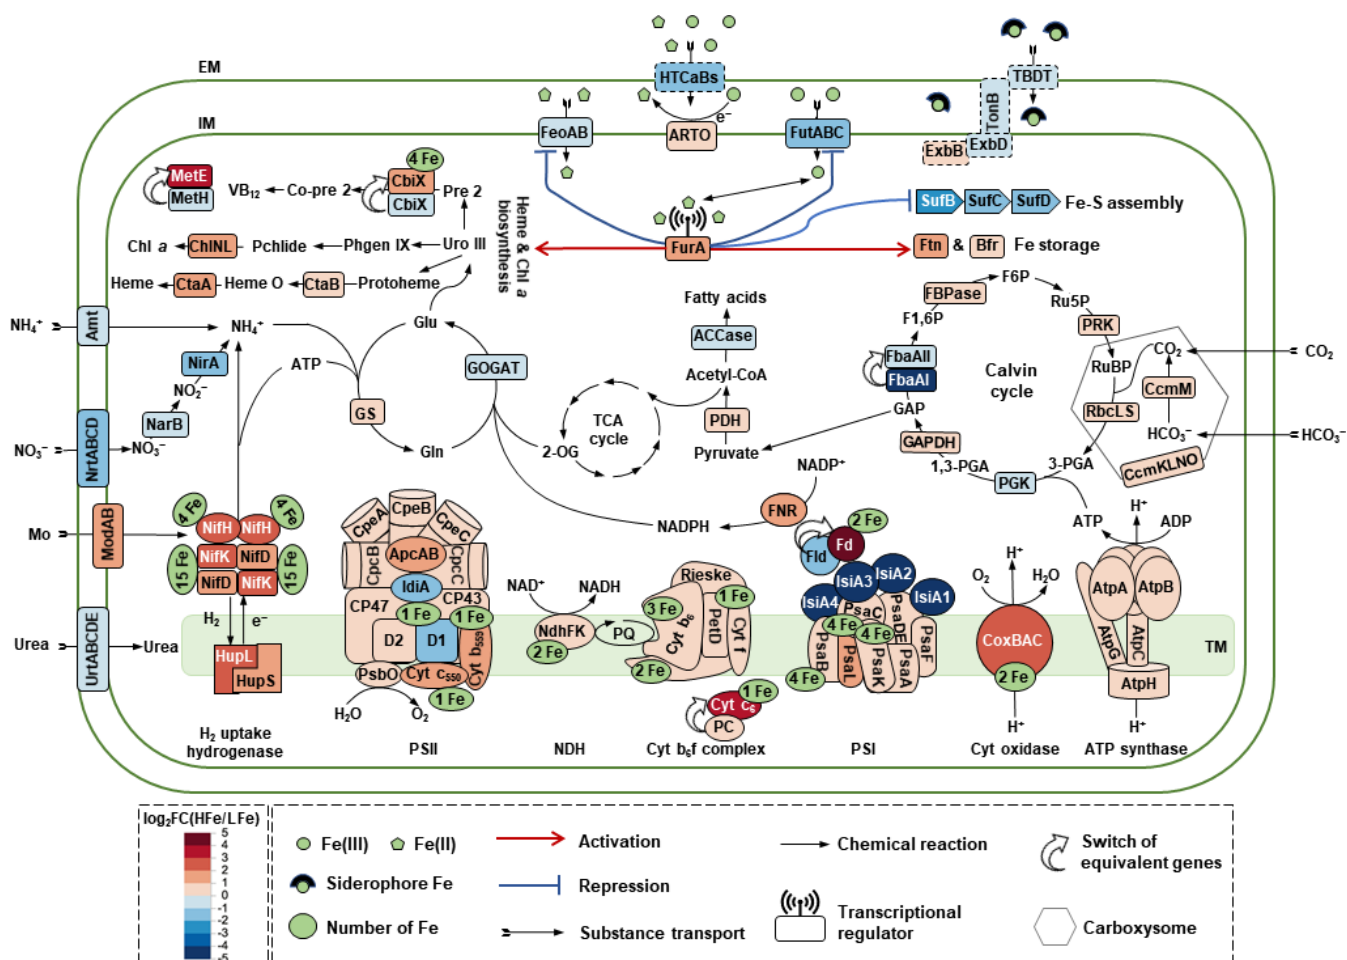 EM
HTCaBs
TBDT
TonB
IM
FeoAB
ARTO
e⁻
FutABC
ExbB
ExbD
MetE
MetH
VB₁₂
Co-pre 2
4 Fe
CbiX
CbiX
Pre 2
Heme & Chl a
biosynthesis
FurA
SufB
SufC
SufD
Fe-S assembly
Chl a
ChlNL
Pchlide
Phgen IX
Uro III
Ftn
&
Bfr
Fe storage
Heme
CtaA
Heme O
CtaB
Protoheme
Fatty acids
ACCase
Acetyl-CoA
PDH
Pyruvate
FBPase
F6P
Ru5P
F1,6P
PRK
FbaAII
FbaAI
Calvin
cycle
RuBP
CO₂
CcmM
RbcLS
HCO₃⁻
CcmKLNO
CO₂
HCO₃⁻
GAP
GAPDH
1,3-PGA
PGK
3-PGA
NH₄⁺
Amt
NH₄⁺
Glu
NirA
NO₂⁻
ATP
GOGAT
NarB
GS
TCA
cycle
NO₃⁻
NrtABCD
NO₃⁻
Gln
2-OG
NADP⁺
FNR
NADPH
ATP
H⁺
ADP
Mo
ModAB
4 Fe
NifH
NifH
4 Fe
15 Fe
NifK
NifD
NifD
NifK
15 Fe
H₂
e⁻
HupL
HupS
CpeA
CpeB
CpeC
CpcB
ApcAB
CpcC
IdiA
CP47
CP43
1 Fe
1 Fe
D2
D1
Cyt b₅₅₉
PsbO
Cyt c₅₅₀
1 Fe
H₂O
O₂
NAD⁺
NADH
NdhFK
2 Fe
PQ
Rieske
3 Fe
1 Fe
Cyt b₆
PetD
Cyt f
2 Fe
Cyt c₆
1 Fe
PC
2 Fe
Fld
Fd
IsiA3
IsiA2
IsiA4
IsiA1
PsaC
PsaDE
PsaF
4 Fe
4 Fe
PsaB
PsaL
PsaK
PsaA
4 Fe
H⁺
O₂
H₂O
CoxBAC
2 Fe
H⁺
AtpA
AtpB
AtpG
AtpC
AtpH
H⁺
TM
Urea
UrtABCDE
Urea
H₂ uptake
hydrogenase
PSII
NDH
Cyt b₆f complex
PSI
Cyt oxidase
ATP synthase
log₂FC(HFe/LFe)
5
4
3
2
1
0
-1
-2
-3
-4
-5
Fe(III)
Fe(II)
Siderophore Fe
Number of Fe
Activation
Repression
Substance transport
Chemical reaction
Transcriptional
regulator
Switch of
equivalent genes
Carboxysome